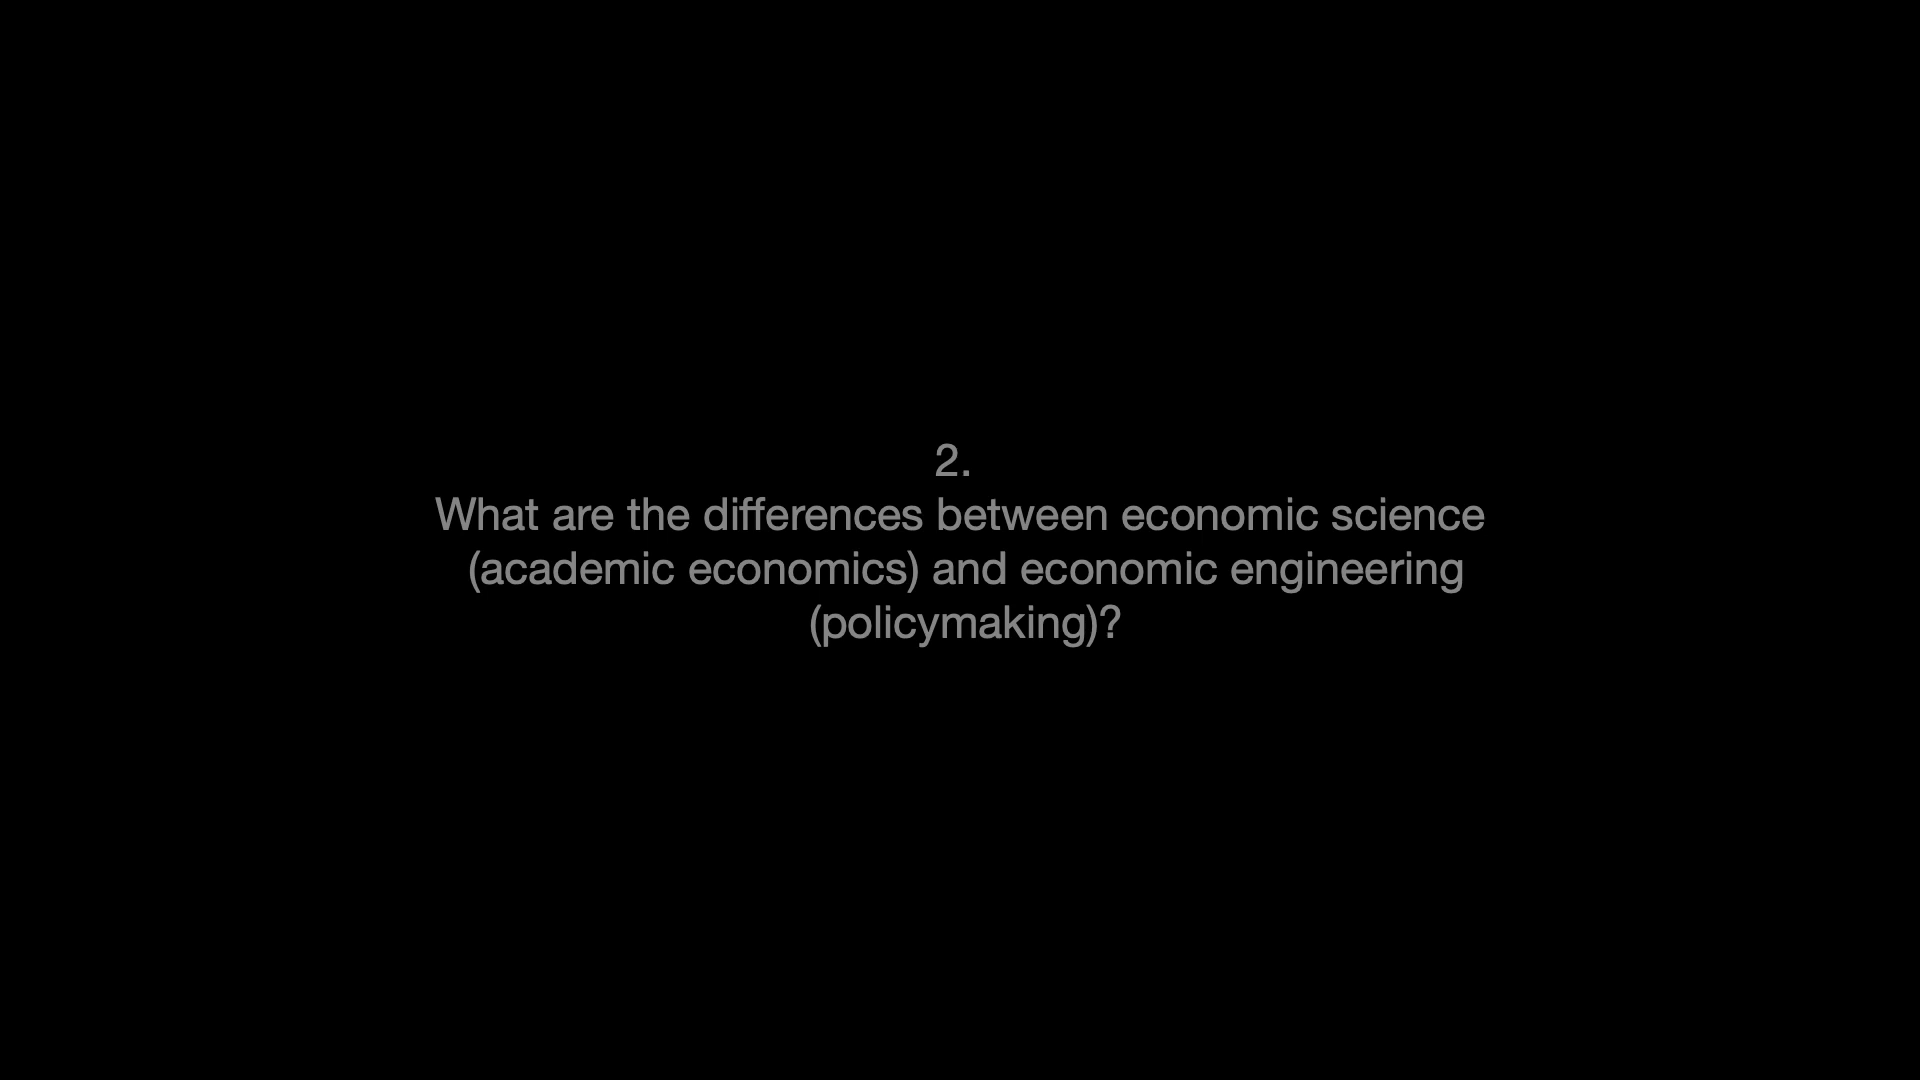 2.
What are the differences between economic science
(academic economics) and economic engineering
(policymaking)?